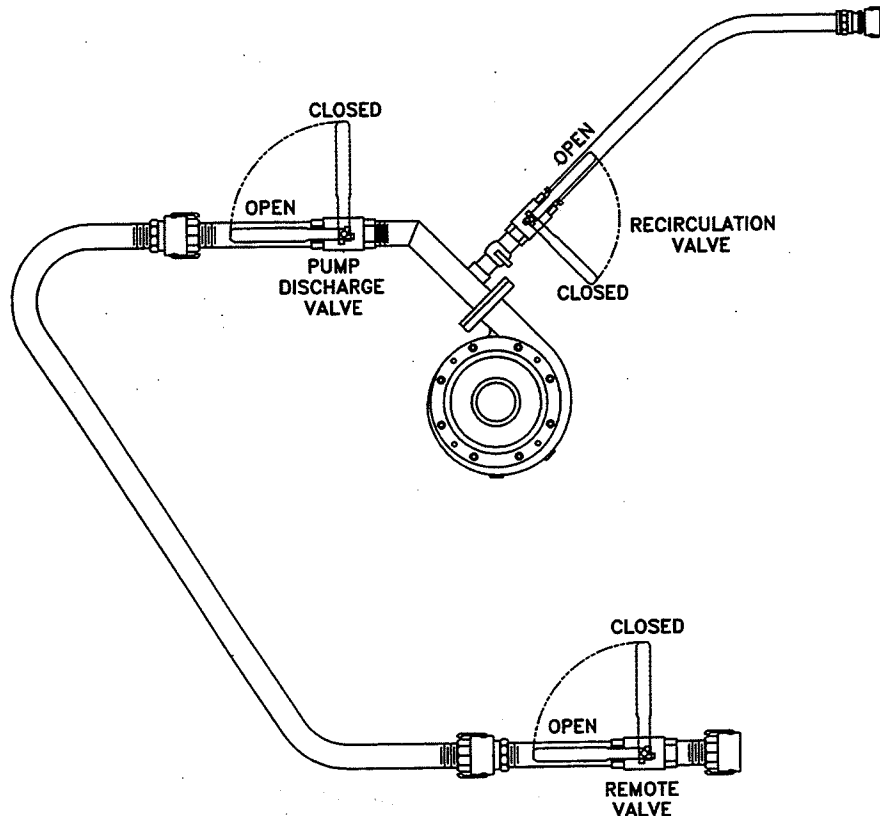 CLOSED
OPEN
PUMP
DISCHARGE
VALVE
OPEN
RECIRCULATION
VALVE
CLOSED
CLOSED
OPEN
REMOTE
VALVE